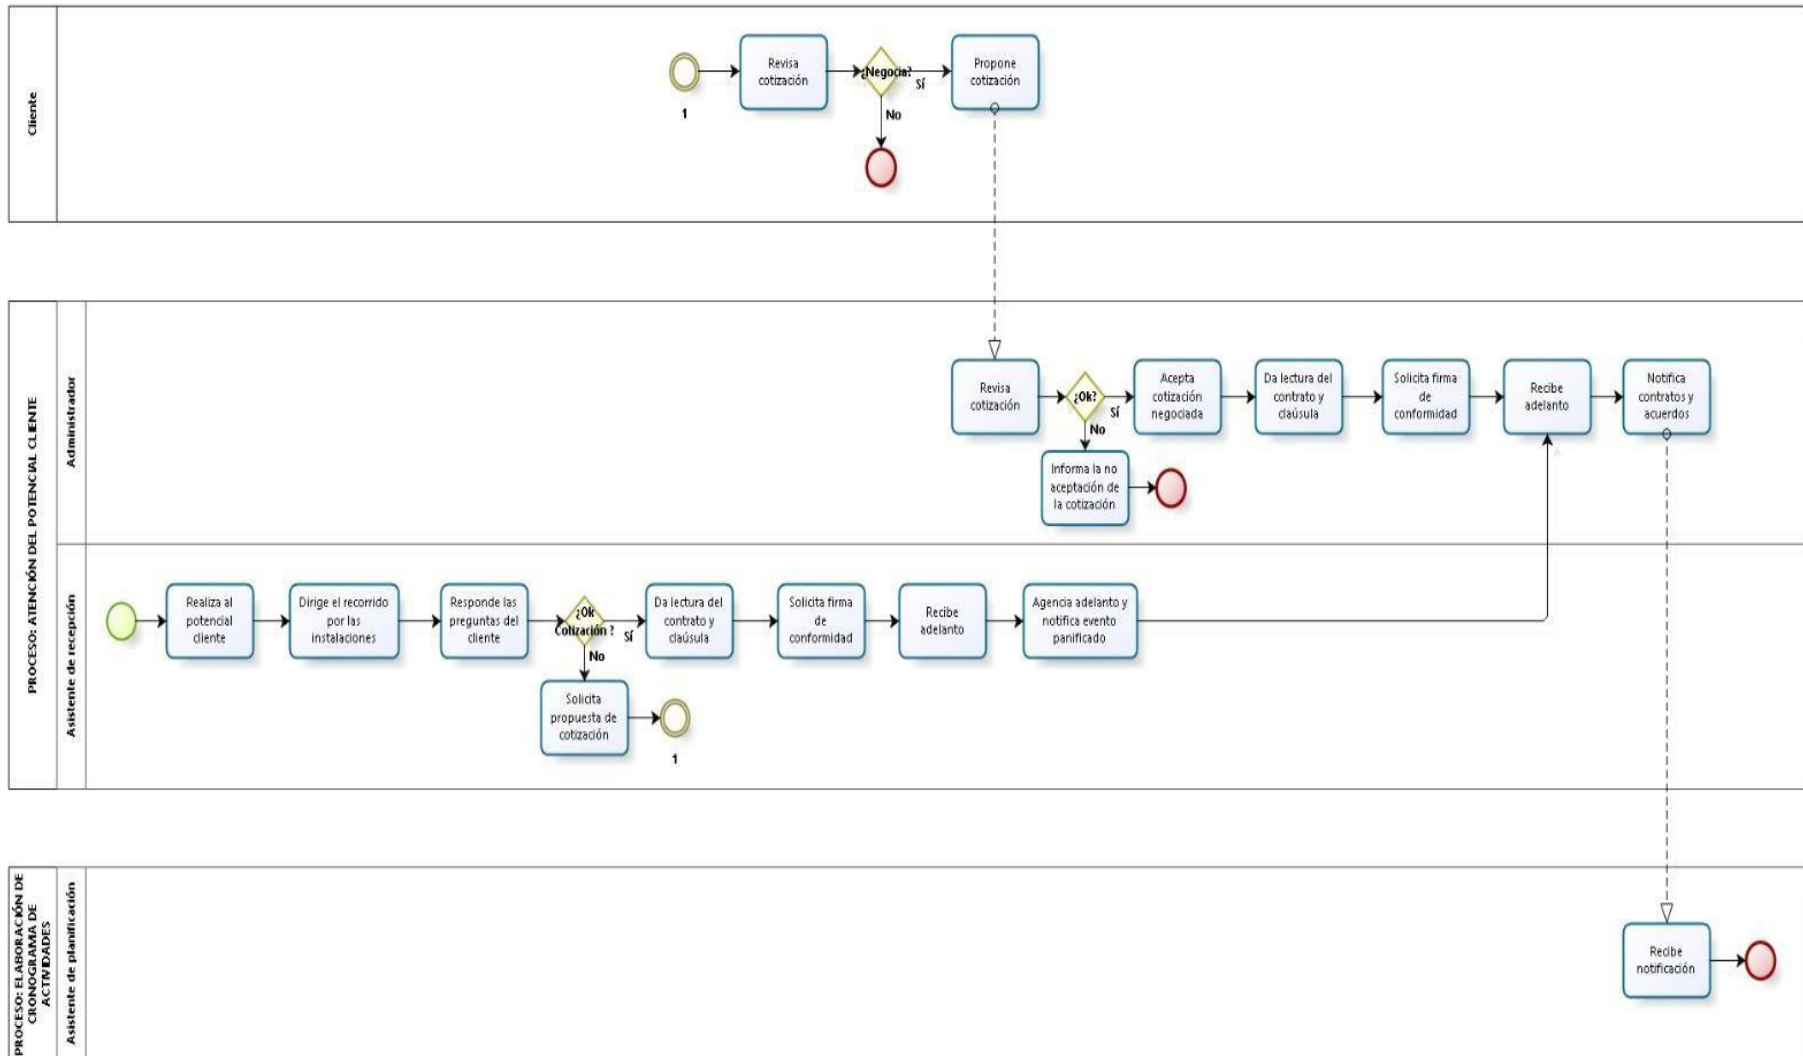 Cliente
Revisa
cotización
¿Negocia?
Sí
No
Propone
cotización
1
PROCESO: ATENCIÓN DEL POTENCIAL CLIENTE
Administrador
Revisa
cotización
¿Ok?
Sí
No
Acepta
cotización
negociada
Da lectura del
contrato y
claúsula
Solicita firma
de
conformidad
Recibe
adelanto
Notifica
contratos y
acuerdos
Informa la no
aceptación de
la cotización
Asistente de recepción
Realiza al
potencial
cliente
Dirige el recorrido
por las
instalaciones
Responde las
preguntas del
cliente
¿Ok
Cotización ?
Sí
No
Da lectura del
contrato y
claúsula
Solicita firma
de
conformidad
Recibe
adelanto
Agencia adelanto y
notifica evento
panificado
Solicita
propuesta de
cotización
1
PROCESO: ELABORACIÓN DE
CRONOGRAMA DE
ACTIVIDADES
Asistente de planificación
Recibe
notificación